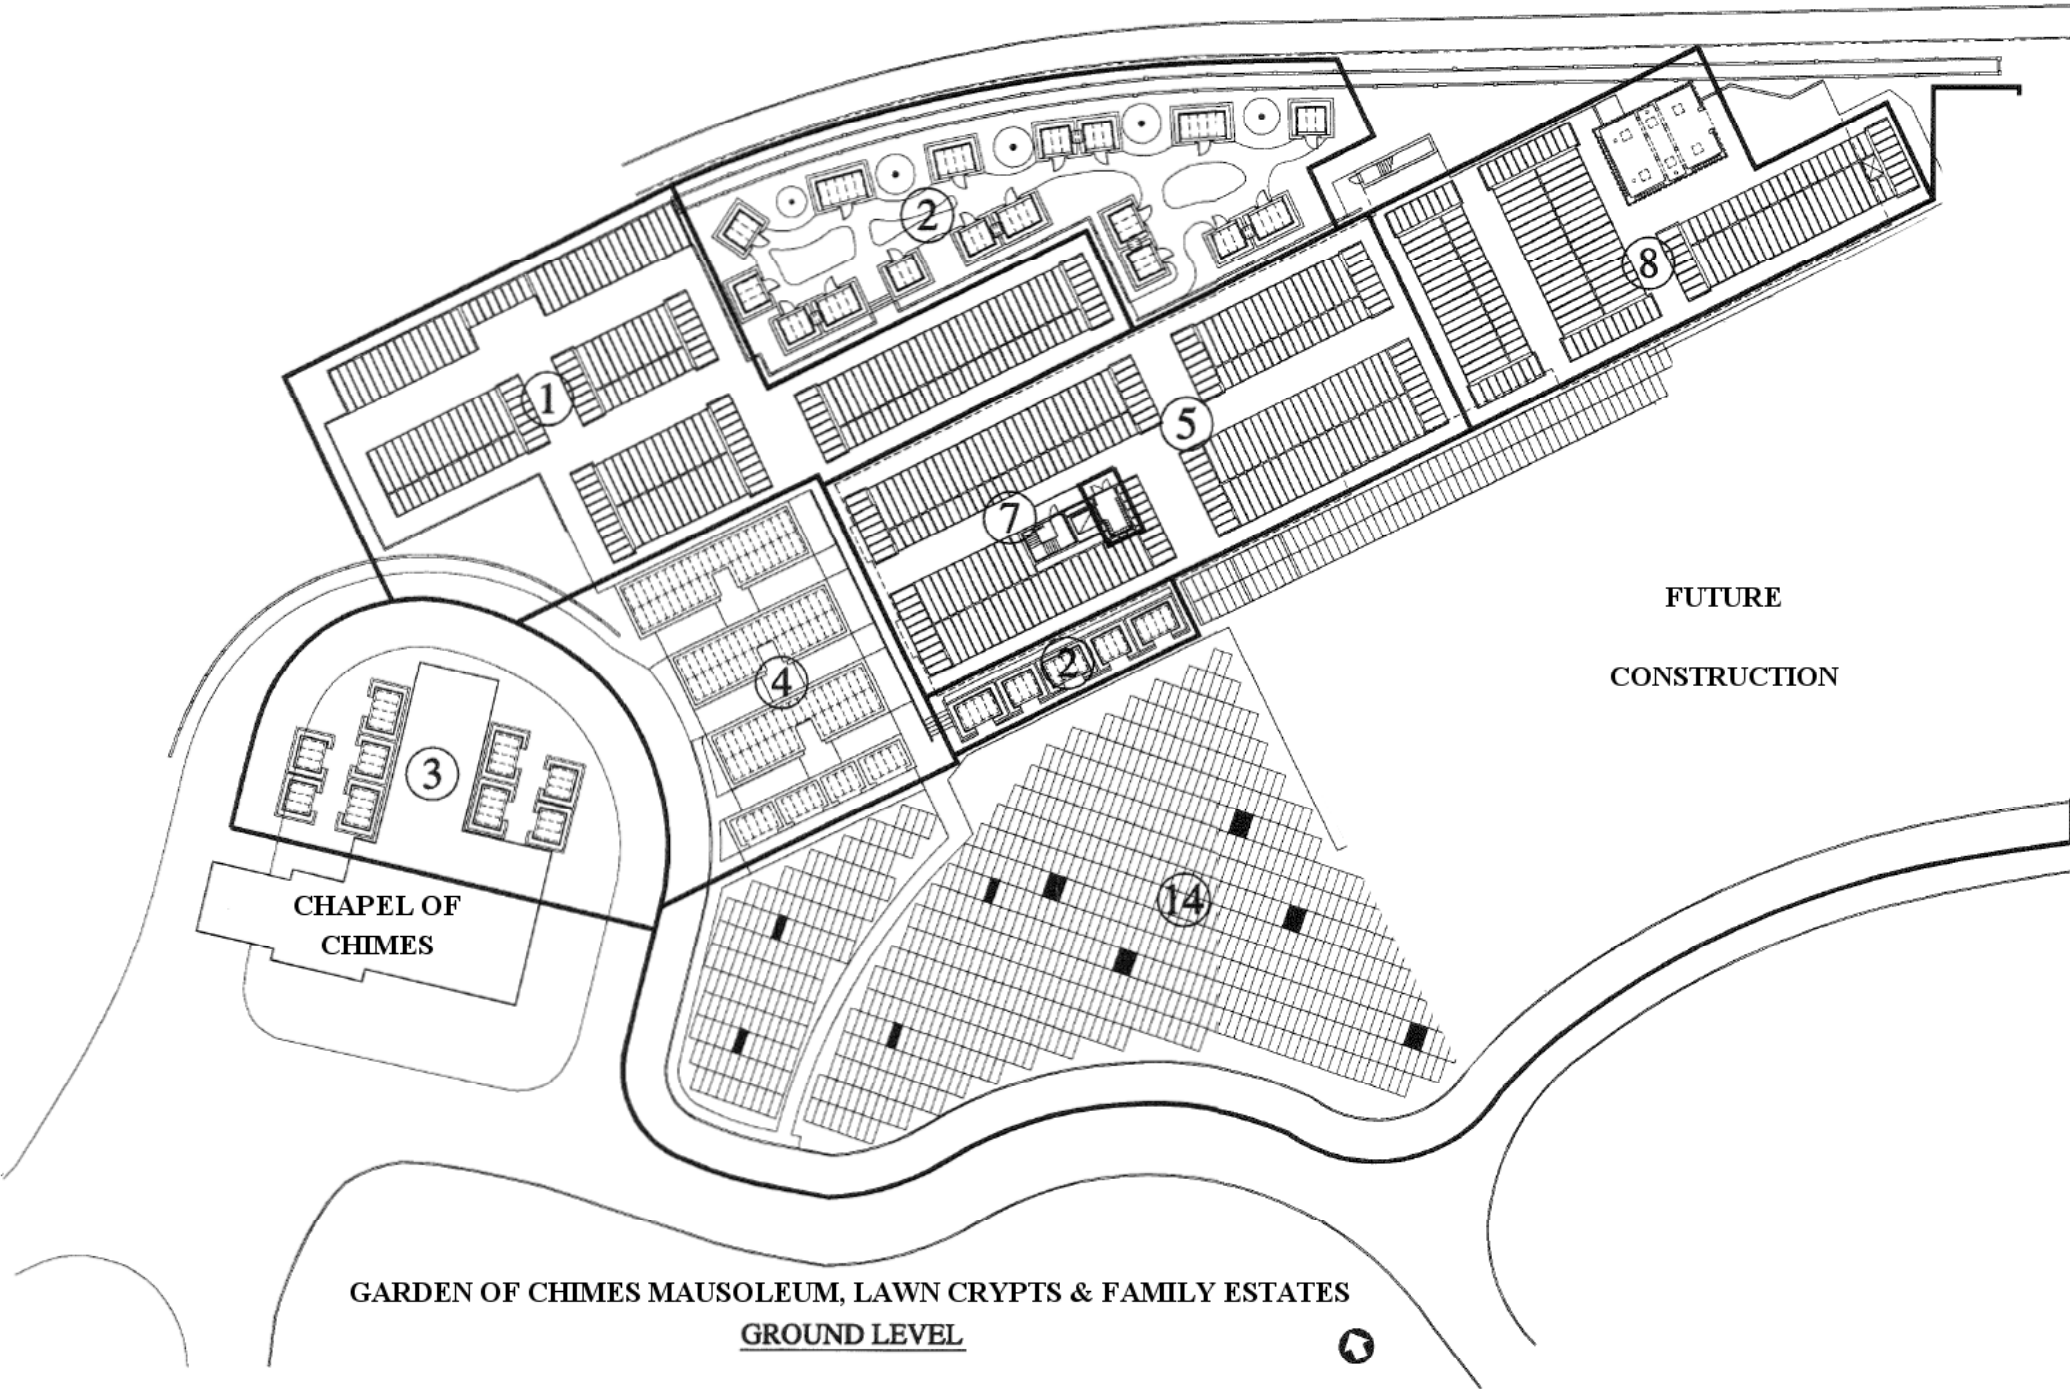 2
8
1
5
7
2
4
3
14
FUTURE
CONSTRUCTION
CHAPEL OF
CHIMES
GARDEN OF CHIMES MAUSOLEUM, LAWN CRYPTS & FAMILY ESTATES
GROUND LEVEL